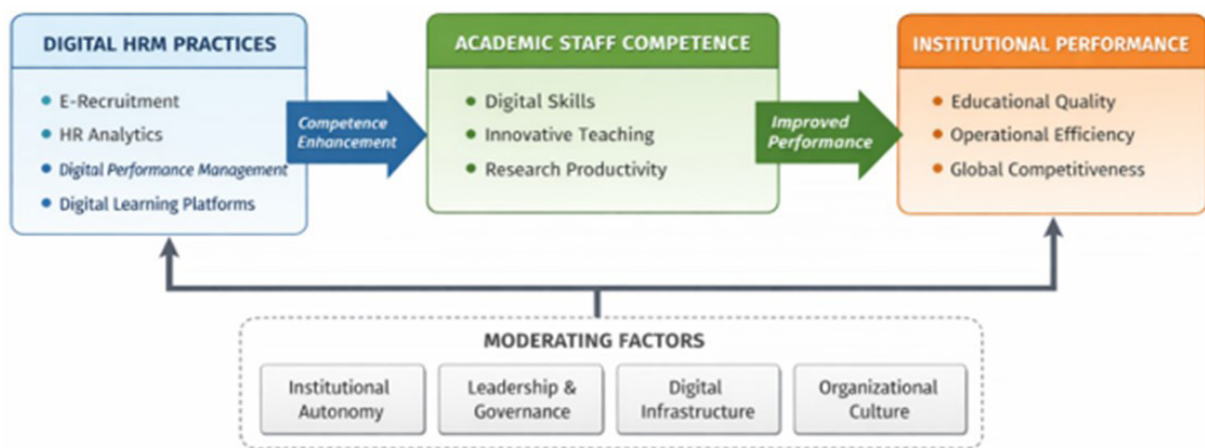 DIGITAL HRM PRACTICES
E-Recruitment
HR Analytics
Digital Performance Management
Digital Learning Platforms
Competence
Enhancement
ACADEMIC STAFF COMPETENCE
Digital Skills
Innovative Teaching
Research Productivity
Improved
Performance
INSTITUTIONAL PERFORMANCE
Educational Quality
Operational Efficiency
Global Competitiveness
MODERATING FACTORS
Institutional
Autonomy
Leadership &
Governance
Digital
Infrastructure
Organizational
Culture